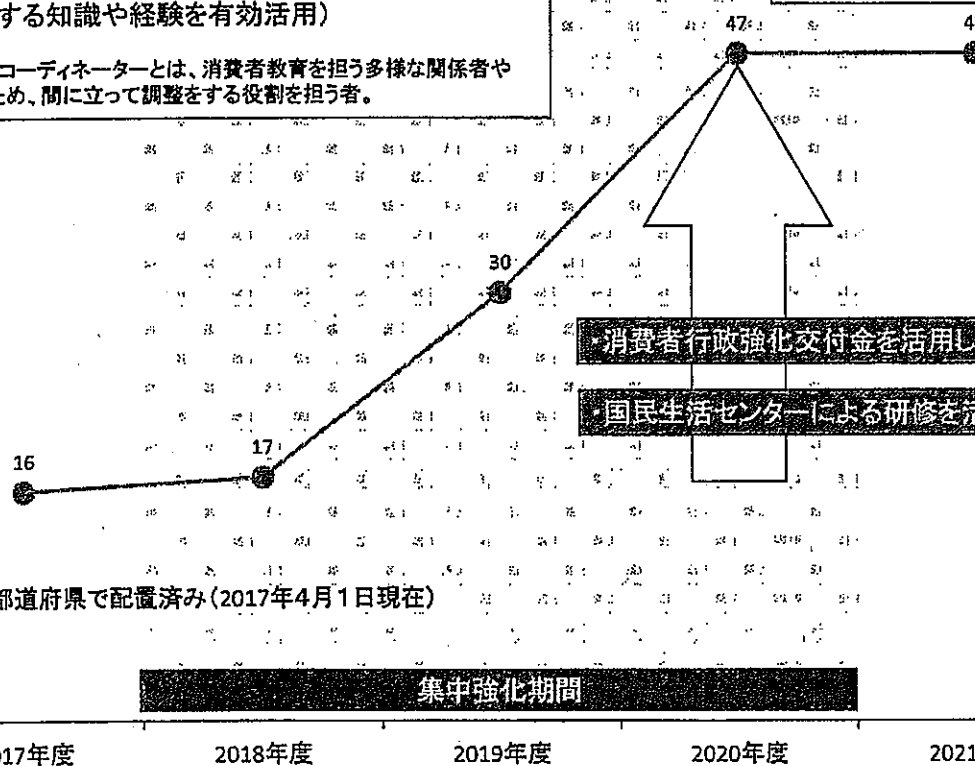 する知識や経験を有効活用)
コーディネーターとは、消費者教育を担う多様な関係者や
ため、間に立って調整をする役割を担う者。
47
4
30
・消費者行政強化交付金を活用し
・国民生活センターによる研修を
17
16
都道府県で配置済み(2017年4月1日現在)
集中強化期間
17年度
2018年度
2019年度
2020年度
2021